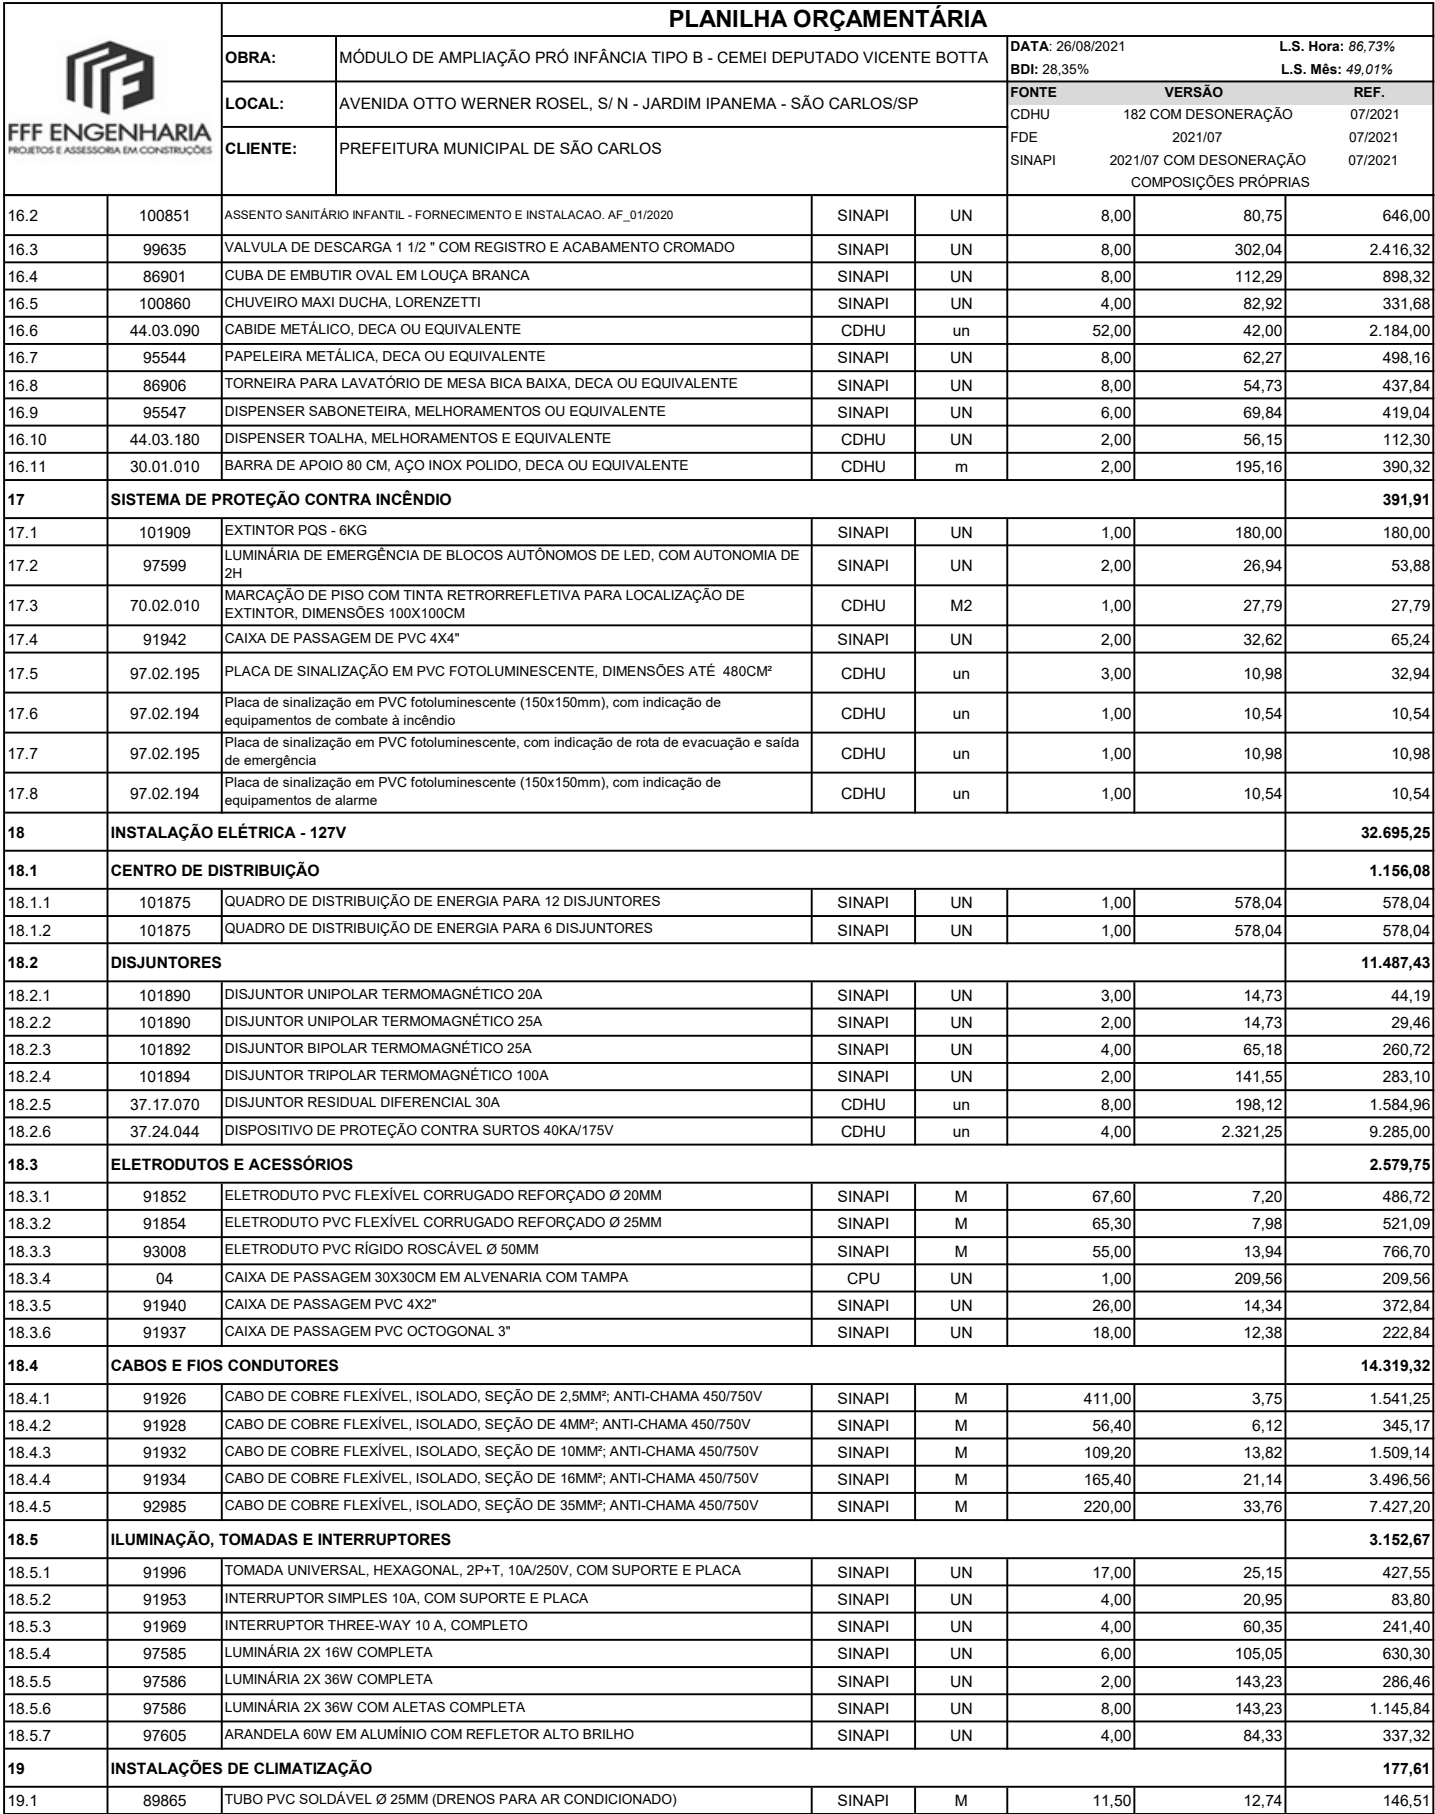 PLANILHA ORÇAMENTÁRIA
FFF ENGENHARIA
PROJETOS E ASSESSORIA EM CONSTRUÇÕES
OBRA: MÓDULO DE AMPLIAÇÃO PRÓ INFÂNCIA TIPO B - CEMEI DEPUTADO VICENTE BOTTA
LOCAL: AVENIDA OTTO WERNER ROSEL, S/ N - JARDIM IPANEMA - SÃO CARLOS/SP
CLIENTE: PREFEITURA MUNICIPAL DE SÃO CARLOS
DATA: 26/08/2021 L.S. Hora: 86,73%
BDI: 28,35% L.S. Mês: 49,01%
FONTE VERSÃO REF.
CDHU 182 COM DESONERAÇÃO 07/2021
FDE 2021/07 07/2021
SINAPI 2021/07 COM DESONERAÇÃO 07/2021
COMPOSIÇÕES PRÓPRIAS
16.2 100851 ASSENTO SANITÁRIO INFANTIL - FORNECIMENTO E INSTALACAO. AF_01/2020 SINAPI UN 8,00 80,75 646,00
16.3 99635 VALVULA DE DESCARGA 1 1/2 " COM REGISTRO E ACABAMENTO CROMADO SINAPI UN 8,00 302,04 2.416,32
16.4 86901 CUBA DE EMBUTIR OVAL EM LOUÇA BRANCA SINAPI UN 8,00 112,29 898,32
16.5 100860 CHUVEIRO MAXI DUCHA, LORENZETTI SINAPI UN 4,00 82,92 331,68
16.6 44.03.090 CABIDE METÁLICO, DECA OU EQUIVALENTE CDHU un 52,00 42,00 2.184,00
16.7 95544 PAPELEIRA METÁLICA, DECA OU EQUIVALENTE SINAPI UN 8,00 62,27 498,16
16.8 86906 TORNEIRA PARA LAVATÓRIO DE MESA BICA BAIXA, DECA OU EQUIVALENTE SINAPI UN 8,00 54,73 437,84
16.9 95547 DISPENSER SABONETEIRA, MELHORAMENTOS OU EQUIVALENTE SINAPI UN 6,00 69,84 419,04
16.10 44.03.180 DISPENSER TOALHA, MELHORAMENTOS E EQUIVALENTE CDHU UN 2,00 56,15 112,30
16.11 30.01.010 BARRA DE APOIO 80 CM, AÇO INOX POLIDO, DECA OU EQUIVALENTE CDHU m 2,00 195,16 390,32
17 SISTEMA DE PROTEÇÃO CONTRA INCÊNDIO 391,91
17.1 101909 EXTINTOR PQS - 6KG SINAPI UN 1,00 180,00 180,00
17.2 97599 LUMINÁRIA DE EMERGÊNCIA DE BLOCOS AUTÔNOMOS DE LED, COM AUTONOMIA DE
2H SINAPI UN 2,00 26,94 53,88
17.3 70.02.010 MARCAÇÃO DE PISO COM TINTA RETRORREFLETIVA PARA LOCALIZAÇÃO DE
EXTINTOR, DIMENSÕES 100X100CM CDHU M2 1,00 27,79 27,79
17.4 91942 CAIXA DE PASSAGEM DE PVC 4X4" SINAPI UN 2,00 32,62 65,24
17.5 97.02.195 PLACA DE SINALIZAÇÃO EM PVC FOTOLUMINESCENTE, DIMENSÕES ATÉ 480CM² CDHU un 3,00 10,98 32,94
17.6 97.02.194 Placa de sinalização em PVC fotoluminescente (150x150mm), com indicação de
equipamentos de combate à incêndio CDHU un 1,00 10,54 10,54
17.7 97.02.195 Placa de sinalização em PVC fotoluminescente, com indicação de rota de evacuação e saída
de emergência CDHU un 1,00 10,98 10,98
17.8 97.02.194 Placa de sinalização em PVC fotoluminescente (150x150mm), com indicação de
equipamentos de alarme CDHU un 1,00 10,54 10,54
18 INSTALAÇÃO ELÉTRICA - 127V 32.695,25
18.1 CENTRO DE DISTRIBUIÇÃO 1.156,08
18.1.1 101875 QUADRO DE DISTRIBUIÇÃO DE ENERGIA PARA 12 DISJUNTORES SINAPI UN 1,00 578,04 578,04
18.1.2 101875 QUADRO DE DISTRIBUIÇÃO DE ENERGIA PARA 6 DISJUNTORES SINAPI UN 1,00 578,04 578,04
18.2 DISJUNTORES 11.487,43
18.2.1 101890 DISJUNTOR UNIPOLAR TERMOMAGNÉTICO 20A SINAPI UN 3,00 14,73 44,19
18.2.2 101890 DISJUNTOR UNIPOLAR TERMOMAGNÉTICO 25A SINAPI UN 2,00 14,73 29,46
18.2.3 101892 DISJUNTOR BIPOLAR TERMOMAGNÉTICO 25A SINAPI UN 4,00 65,18 260,72
18.2.4 101894 DISJUNTOR TRIPOLAR TERMOMAGNÉTICO 100A SINAPI UN 2,00 141,55 283,10
18.2.5 37.17.070 DISJUNTOR RESIDUAL DIFERENCIAL 30A CDHU un 8,00 198,12 1.584,96
18.2.6 37.24.044 DISPOSITIVO DE PROTEÇÃO CONTRA SURTOS 40KA/175V CDHU un 4,00 2.321,25 9.285,00
18.3 ELETRODUTOS E ACESSÓRIOS 2.579,75
18.3.1 91852 ELETRODUTO PVC FLEXÍVEL CORRUGADO REFORÇADO Ø 20MM SINAPI M 67,60 7,20 486,72
18.3.2 91854 ELETRODUTO PVC FLEXÍVEL CORRUGADO REFORÇADO Ø 25MM SINAPI M 65,30 7,98 521,09
18.3.3 93008 ELETRODUTO PVC RÍGIDO ROSCÁVEL Ø 50MM SINAPI M 55,00 13,94 766,70
18.3.4 04 CAIXA DE PASSAGEM 30X30CM EM ALVENARIA COM TAMPA CPU UN 1,00 209,56 209,56
18.3.5 91940 CAIXA DE PASSAGEM PVC 4X2" SINAPI UN 26,00 14,34 372,84
18.3.6 91937 CAIXA DE PASSAGEM PVC OCTOGONAL 3" SINAPI UN 18,00 12,38 222,84
18.4 CABOS E FIOS CONDUTORES 14.319,32
18.4.1 91926 CABO DE COBRE FLEXÍVEL, ISOLADO, SEÇÃO DE 2,5MM²; ANTI-CHAMA 450/750V SINAPI M 411,00 3,75 1.541,25
18.4.2 91928 CABO DE COBRE FLEXÍVEL, ISOLADO, SEÇÃO DE 4MM²; ANTI-CHAMA 450/750V SINAPI M 56,40 6,12 345,17
18.4.3 91932 CABO DE COBRE FLEXÍVEL, ISOLADO, SEÇÃO DE 10MM²; ANTI-CHAMA 450/750V SINAPI M 109,20 13,82 1.509,14
18.4.4 91934 CABO DE COBRE FLEXÍVEL, ISOLADO, SEÇÃO DE 16MM²; ANTI-CHAMA 450/750V SINAPI M 165,40 21,14 3.496,56
18.4.5 92985 CABO DE COBRE FLEXÍVEL, ISOLADO, SEÇÃO DE 35MM²; ANTI-CHAMA 450/750V SINAPI M 220,00 33,76 7.427,20
18.5 ILUMINAÇÃO, TOMADAS E INTERRUPTORES 3.152,67
18.5.1 91996 TOMADA UNIVERSAL, HEXAGONAL, 2P+T, 10A/250V, COM SUPORTE E PLACA SINAPI UN 17,00 25,15 427,55
18.5.2 91953 INTERRUPTOR SIMPLES 10A, COM SUPORTE E PLACA SINAPI UN 4,00 20,95 83,80
18.5.3 91969 INTERRUPTOR THREE-WAY 10 A, COMPLETO SINAPI UN 4,00 60,35 241,40
18.5.4 97585 LUMINÁRIA 2X 16W COMPLETA SINAPI UN 6,00 105,05 630,30
18.5.5 97586 LUMINÁRIA 2X 36W COMPLETA SINAPI UN 2,00 143,23 286,46
18.5.6 97586 LUMINÁRIA 2X 36W COM ALETAS COMPLETA SINAPI UN 8,00 143,23 1.145,84
18.5.7 97605 ARANDELA 60W EM ALUMÍNIO COM REFLETOR ALTO BRILHO SINAPI UN 4,00 84,33 337,32
19 INSTALAÇÕES DE CLIMATIZAÇÃO 177,61
19.1 89865 TUBO PVC SOLDÁVEL Ø 25MM (DRENOS PARA AR CONDICIONADO) SINAPI M 11,50 12,74 146,51